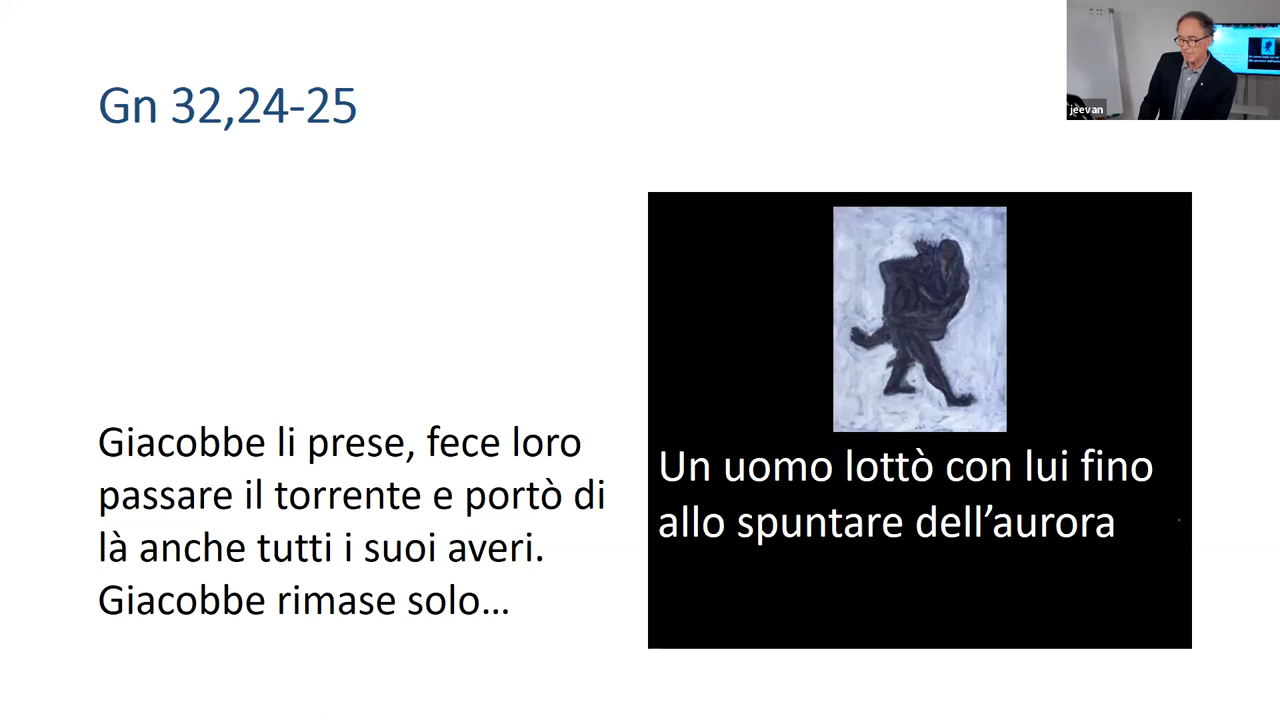 Gn 32,24-25
jeevan
Giacobbe li prese, fece loro
passare il torrente e portò di
là anche tutti i suoi averi.
Giacobbe rimase solo…
Un uomo lottò con lui fino
allo spuntare dell’aurora